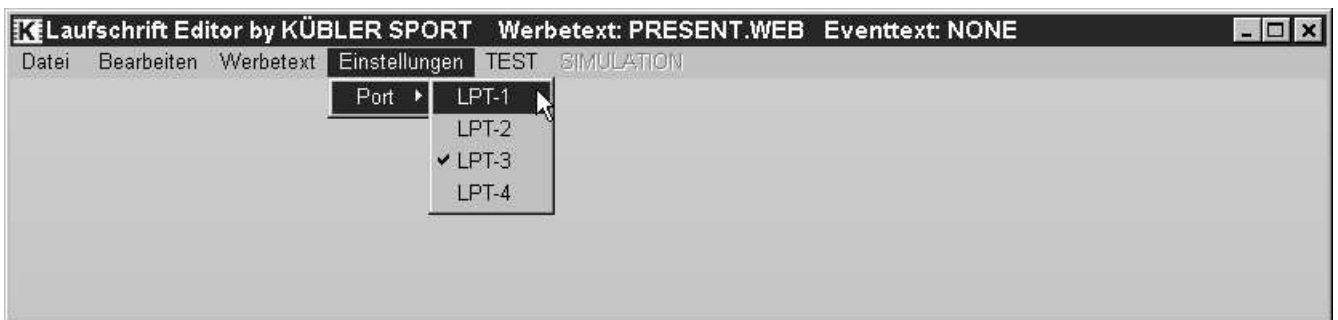 K Laufschrift Editor by KÜBLER SPORT Werbetext: PRESENT.WEB Eventtext: NONE
Datei Bearbeiten Werbetext Einstellungen TEST SIMULATION
Port LPT-1
LPT-2
LPT-3
LPT-4